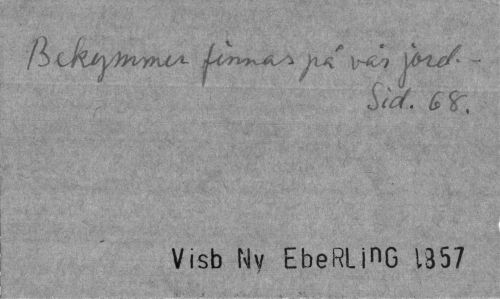 Bekymmer finnas på vår jord. -
Sid. 68.
Visb Ny EbeRLinG 1857